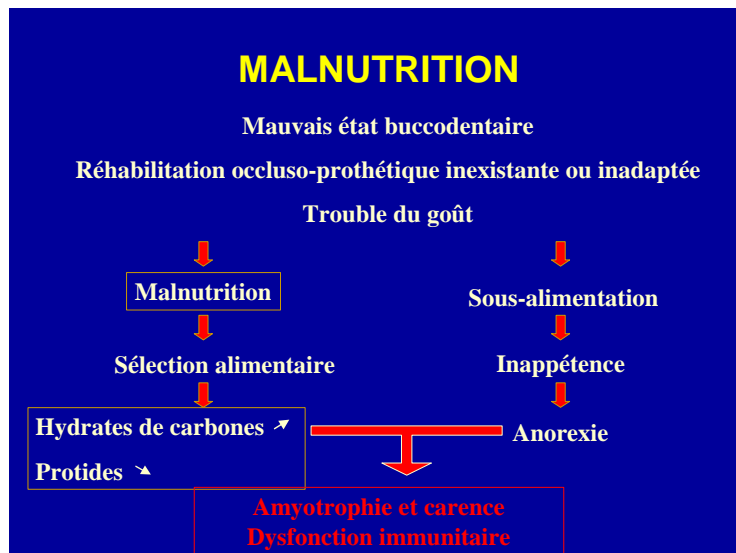 MALNUTRITION
Mauvais état buccodentaire
Réhabilitation occluso-prothétique inexistante ou inadaptée
Trouble du goût
Malnutrition
Sous-alimentation
Sélection alimentaire
Inappétence
Hydrates de carbones
Anorexie
Protides
Amyotrophie et carence
Dysfonction immunitaire